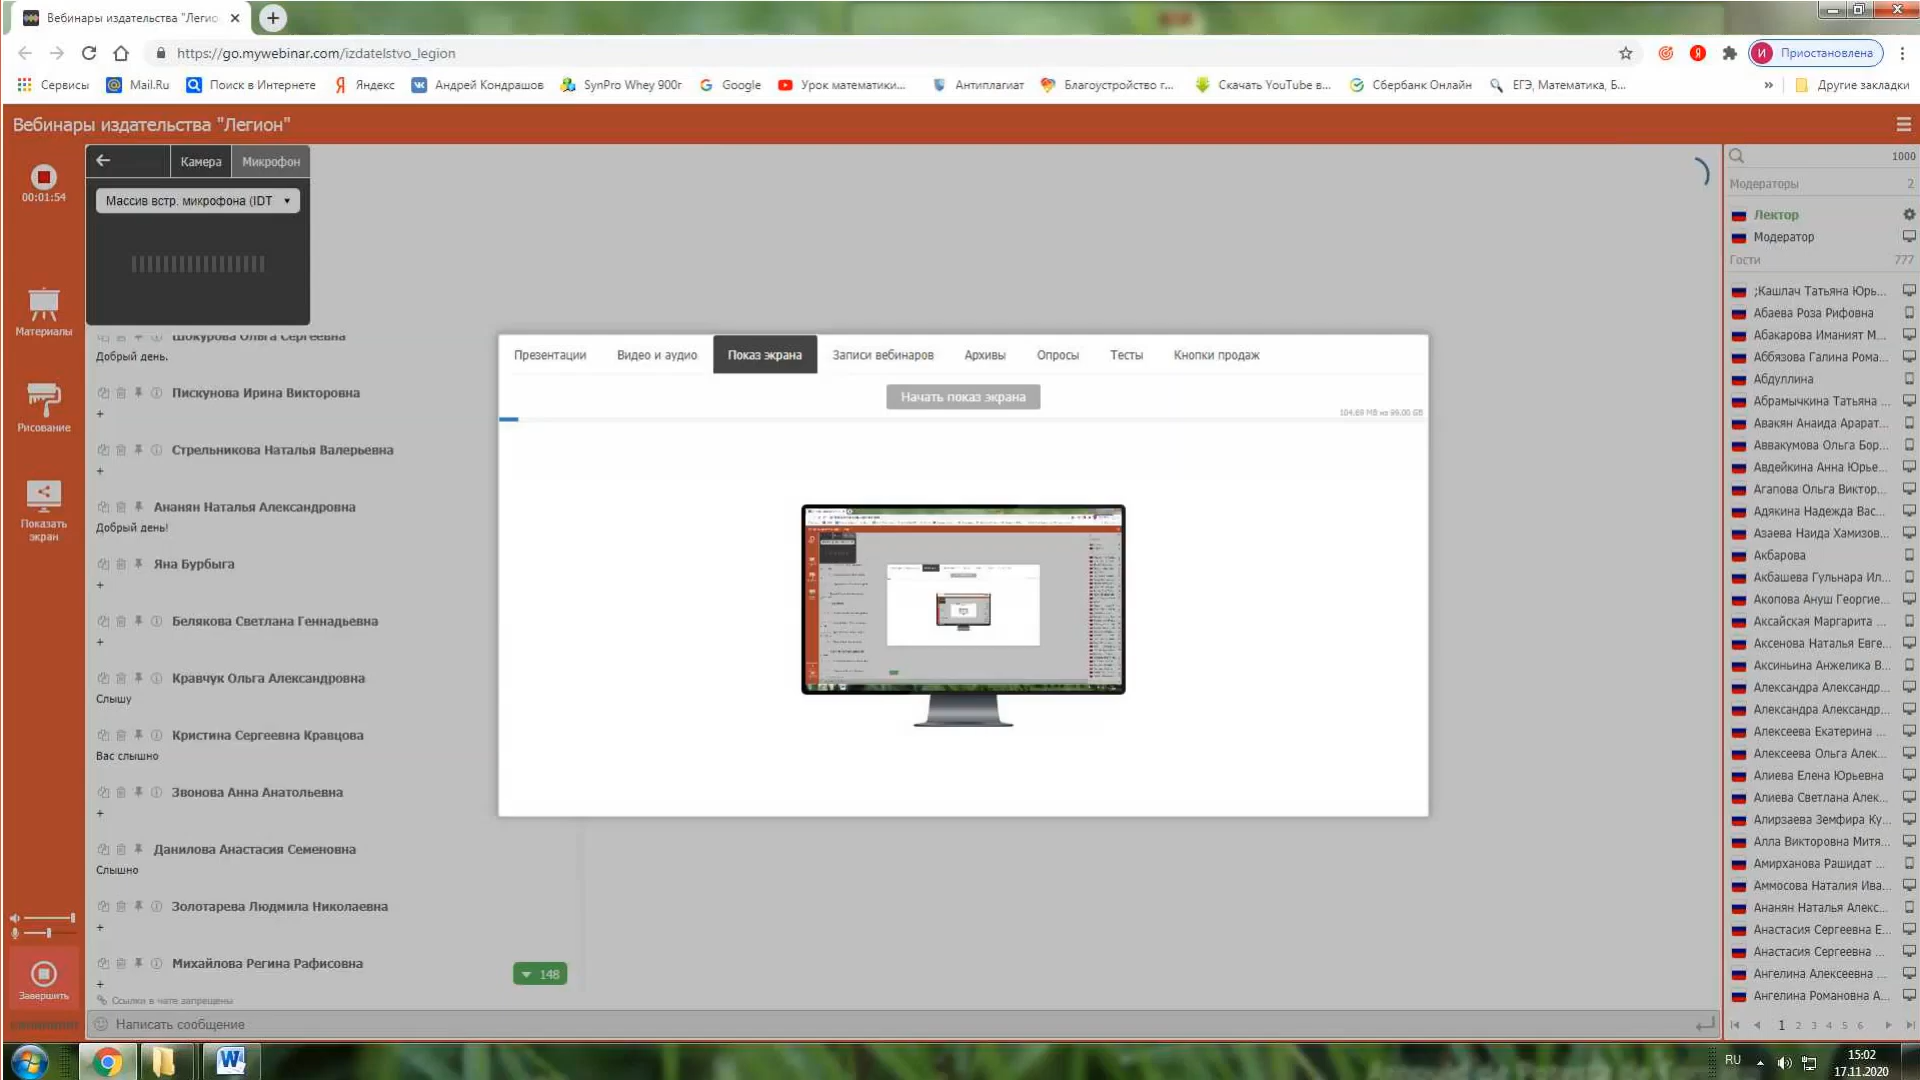 Вебинары издательства "Легио
https://go.mywebinar.com/izdatelstvo_legion
И Приостановлена
Сервисы
Mail.Ru
Поиск в Интернете
Яндекс
Андрей Кондрашов
SynPro Whey 900г
Google
Урок математики...
Антиплагиат
Благоустройство г...
Скачать YouTube в...
Сбербанк Онлайн
ЕГЭ, Математика, Б...
Другие закладки
Вебинары издательства "Легион"
00:01:54
Материалы
Рисование
Показать
экран
Завершить
Камера
Микрофон
Массив встр. микрофона (IDT
Шокурова Ольга Сергеевна
Добрый день.
Пискунова Ирина Викторовна
+
Стрельникова Наталья Валерьевна
+
Ананян Наталья Александровна
Добрый день!
Яна Бурбыга
+
Белякова Светлана Геннадьевна
+
Кравчук Ольга Александровна
Слышу
Кристина Сергеевна Кравцова
Вас слышно
Звонова Анна Анатольевна
+
Данилова Анастасия Семеновна
Слышно
Золотарева Людмила Николаевна
+
Михайлова Регина Рафисовна
+
148
Ссылки в чате запрещены
Написать сообщение
Презентации
Видео и аудио
Показ экрана
Записи вебинаров
Архивы
Опросы
Тесты
Кнопки продаж
Начать показ экрана
104.69 MB из 99.00 GB
1000
Модераторы 2
Лектор
Модератор
Гости 777
;Кашлач Татьяна Юрь...
Абаева Роза Рифовна
Абакарова Иманият М...
Аббязова Галина Рома...
Абдуллина
Абрамычкина Татьяна ...
Авакян Анаида Арарат...
Аввакумова Ольга Бор...
Авдейкина Анна Юрье...
Агапова Ольга Виктор...
Адякина Надежда Вас...
Азаева Наида Хамизов...
Акбарова
Акбашева Гульнара Ил...
Акопова Ануш Георгие...
Аксайская Маргарита ...
Аксенова Наталья Евге...
Аксиньина Анжелика В...
Александра Александр...
Александра Александр...
Алексеева Екатерина ...
Алексеева Ольга Алек...
Алиева Елена Юрьевна
Алиева Светлана Алек...
Алирзаева Земфира Ку...
Алла Викторовна Митя...
Амирханова Рашидат ...
Аммосова Наталия Ива...
Ананян Наталья Алекс...
Анастасия Сергеевна Е...
Анастасия Сергеевна ...
Ангелина Алексеевна ...
Ангелина Романовна А...
1 2 3 4 5 6
RU
15:02
17.11.2020